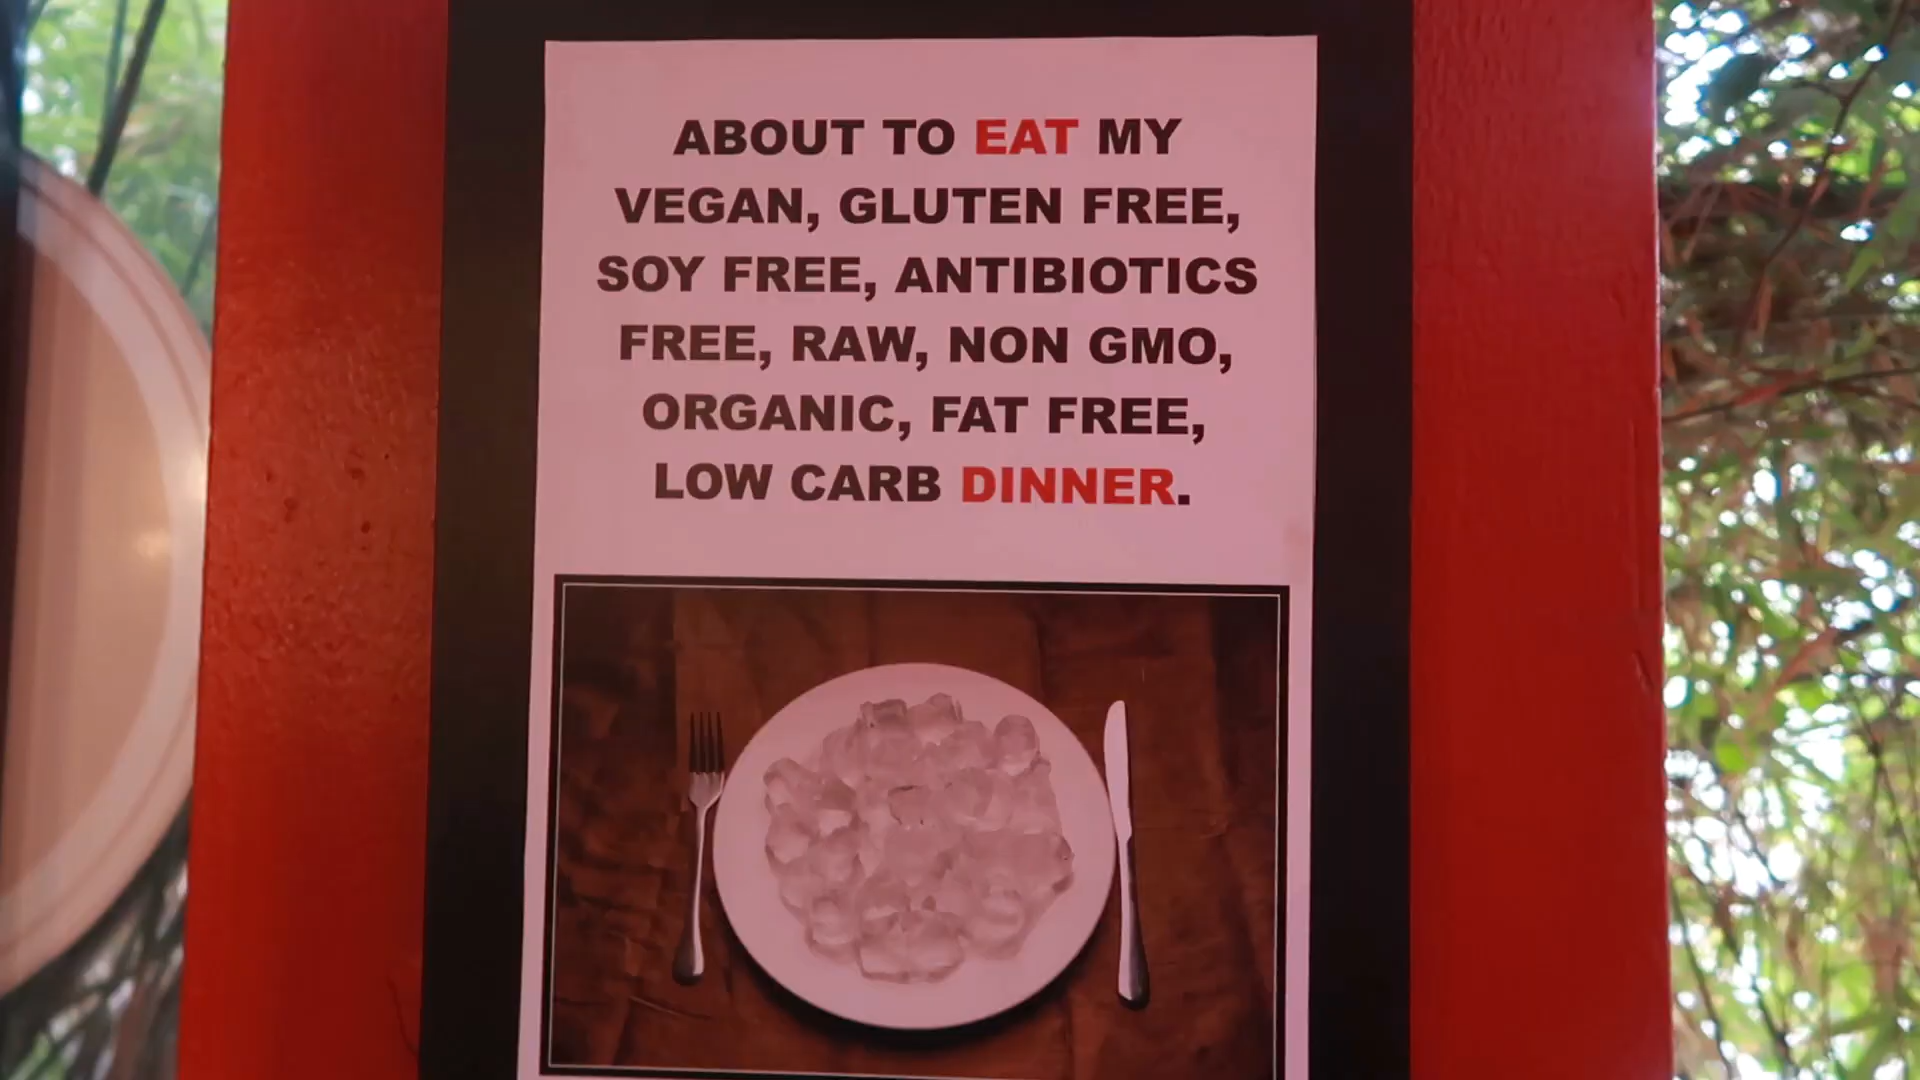 ABOUT TO EAT MY
VEGAN, GLUTEN FREE,
SOY FREE, ANTIBIOTICS
FREE, RAW, NON GMO,
ORGANIC, FAT FREE,
LOW CARB DINNER.